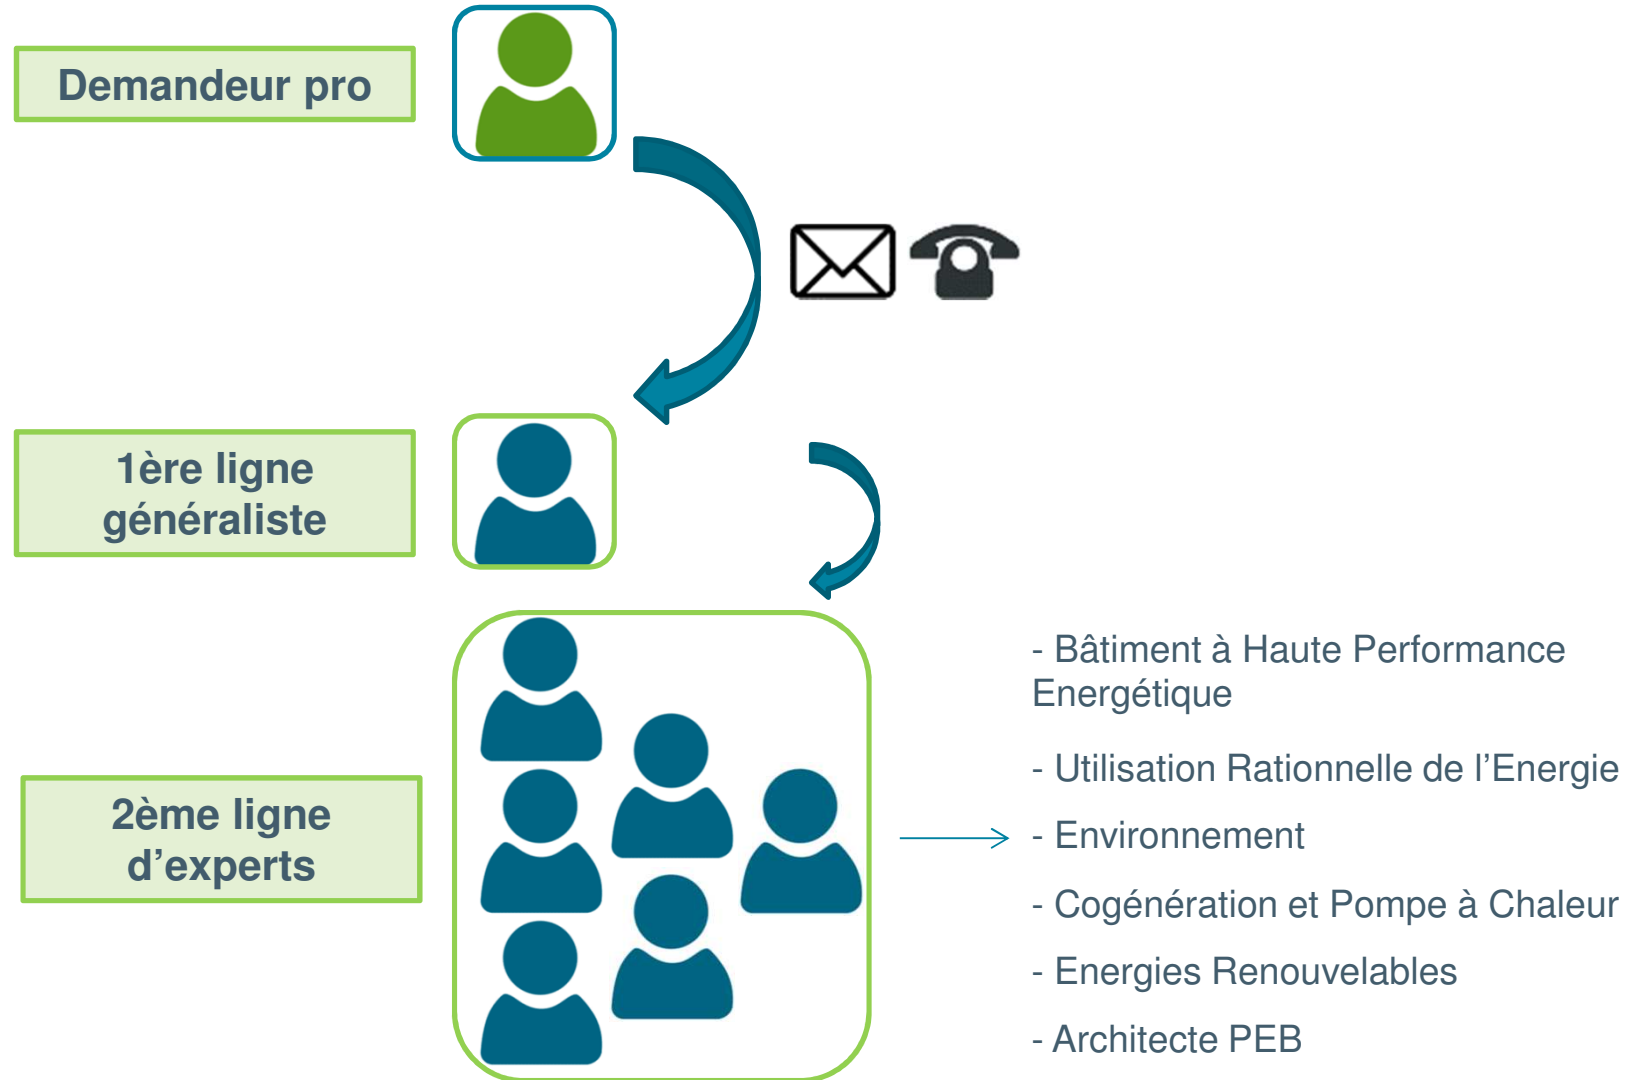 Demandeur pro
1ère ligne
généraliste
2ème ligne
d’experts
- Bâtiment à Haute Performance
Energétique
- Utilisation Rationnelle de l’Energie
- Environnement
- Cogénération et Pompe à Chaleur
- Energies Renouvelables
- Architecte PEB